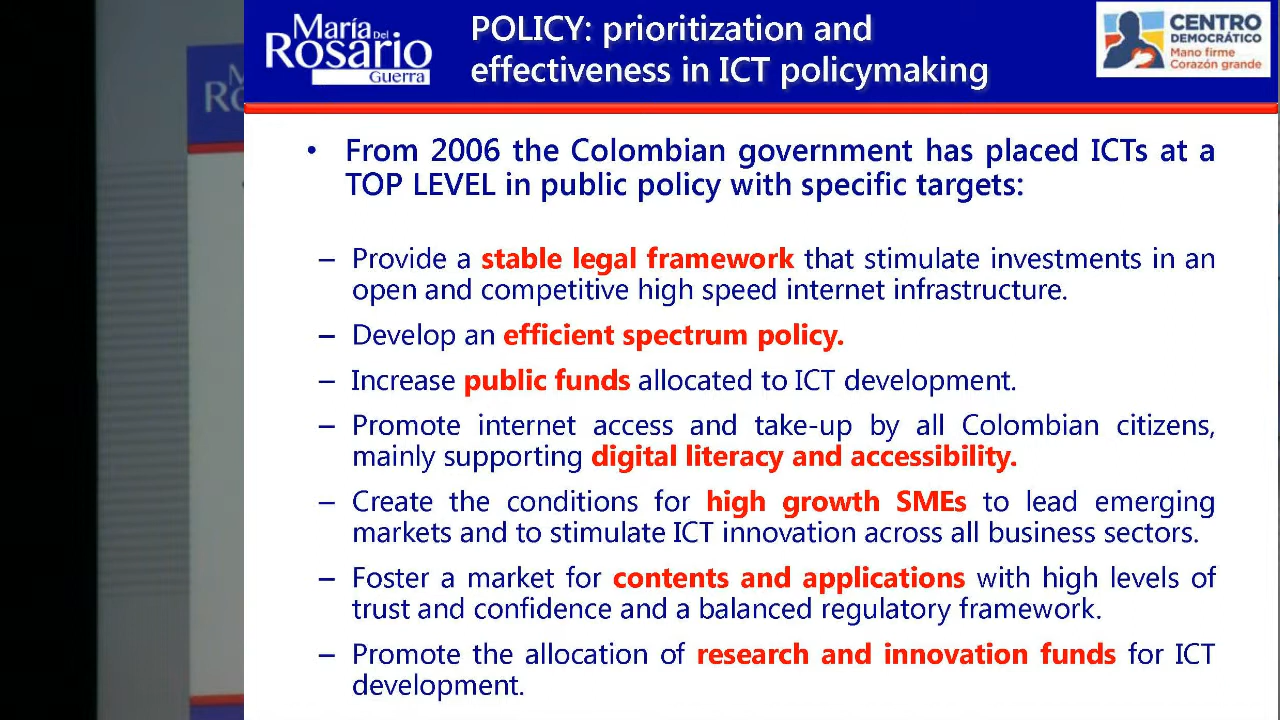 María Del
Rosario
Guerra
POLICY: prioritization and
effectiveness in ICT policymaking
CENTRO
DEMOCRÁTICO
Mano firme
Corazón grande
• From 2006 the Colombian government has placed ICTs at a
TOP LEVEL in public policy with specific targets:
– Provide a stable legal framework that stimulate investments in an
open and competitive high speed internet infrastructure.
– Develop an efficient spectrum policy.
– Increase public funds allocated to ICT development.
– Promote internet access and take-up by all Colombian citizens,
mainly supporting digital literacy and accessibility.
– Create the conditions for high growth SMEs to lead emerging
markets and to stimulate ICT innovation across all business sectors.
– Foster a market for contents and applications with high levels of
trust and confidence and a balanced regulatory framework.
– Promote the allocation of research and innovation funds for ICT
development.